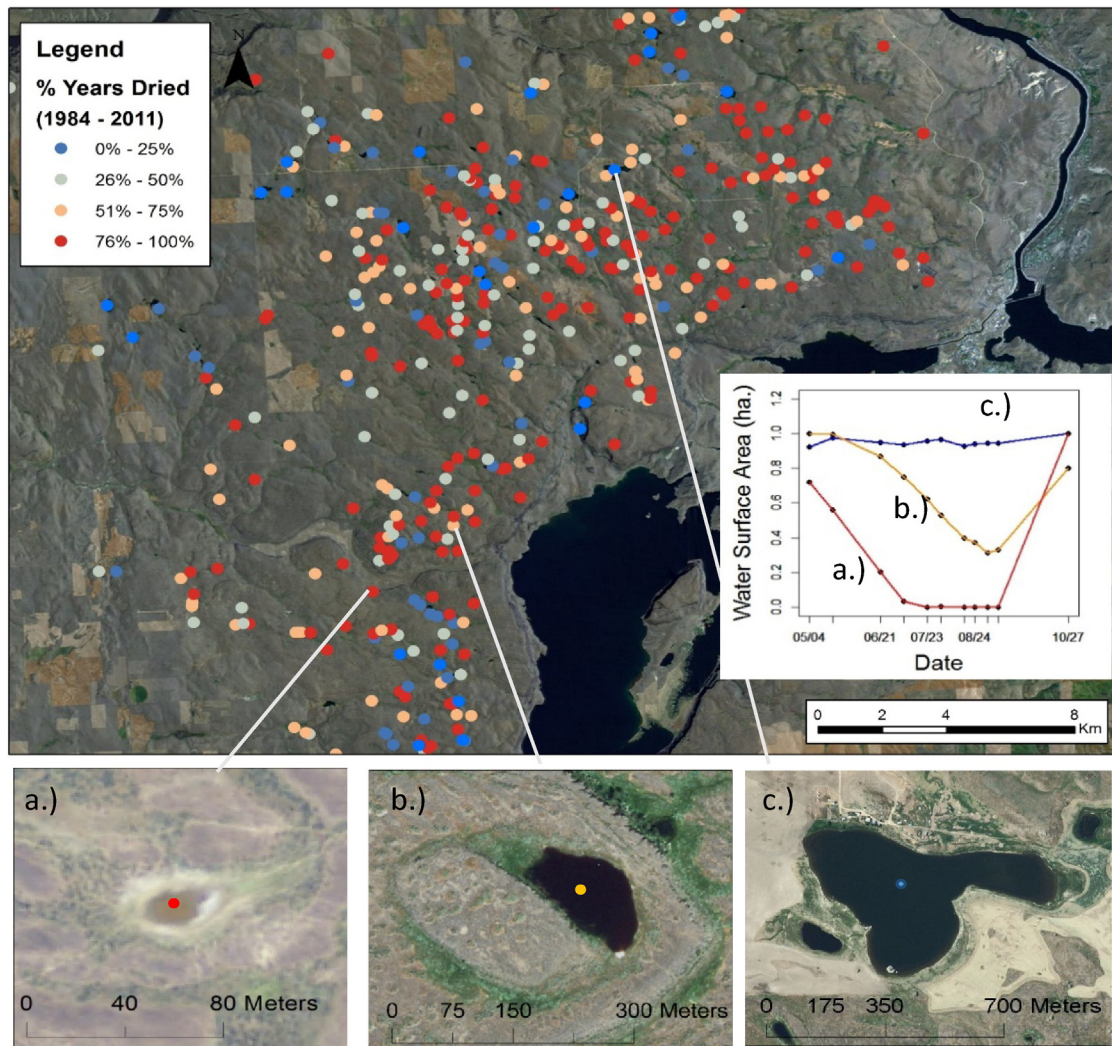 Legend
N
% Years Dried
(1984 - 2011)
0% - 25%
26% - 50%
51% - 75%
76% - 100%
Water Surface Area (ha.)
1.2
1.0
0.8
0.6
0.4
0.2
0.0
c.)
b.)
a.)
05/04
06/21
07/23
08/24
10/27
Date
0 2 4 8
Km
a.)
0 40 80 Meters
b.)
0 75 150 300 Meters
c.)
0 175 350 700 Meters